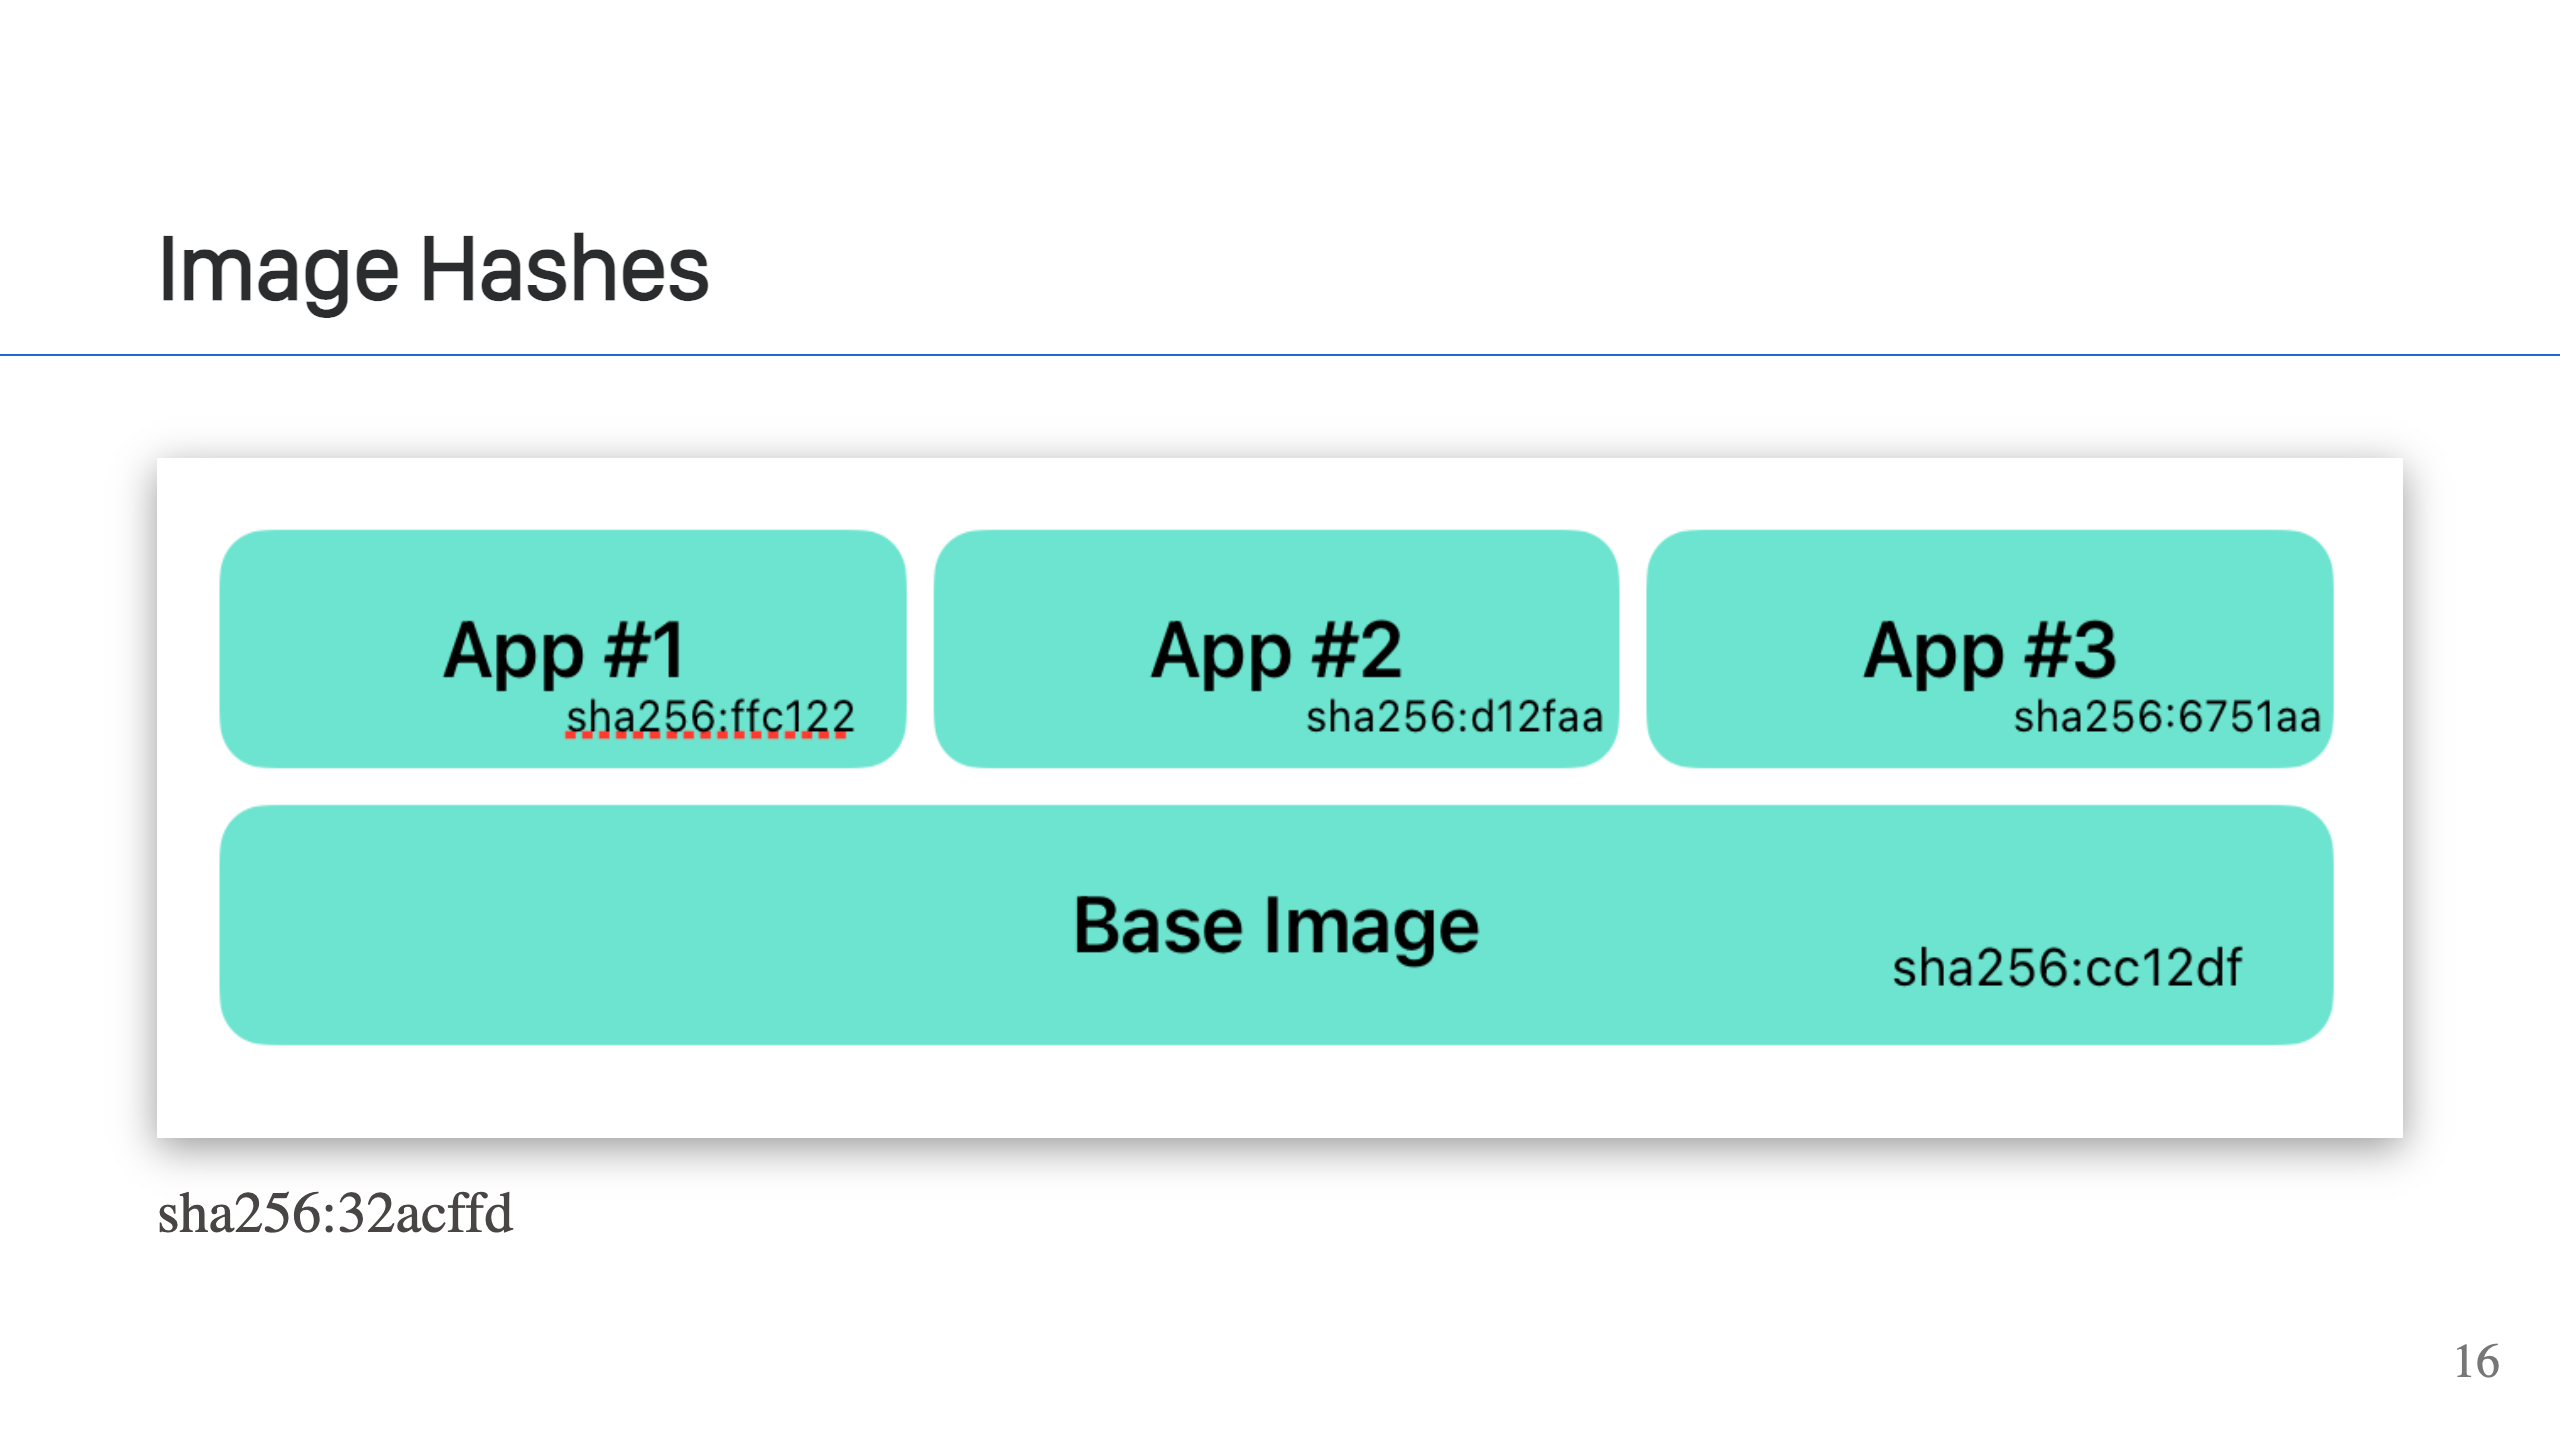 Image Hashes
App #1
sha256:ffc122
App #2
sha256:d12faa
App #3
sha256:6751aa
Base Image
sha256:cc12df
sha256:32acffd
16